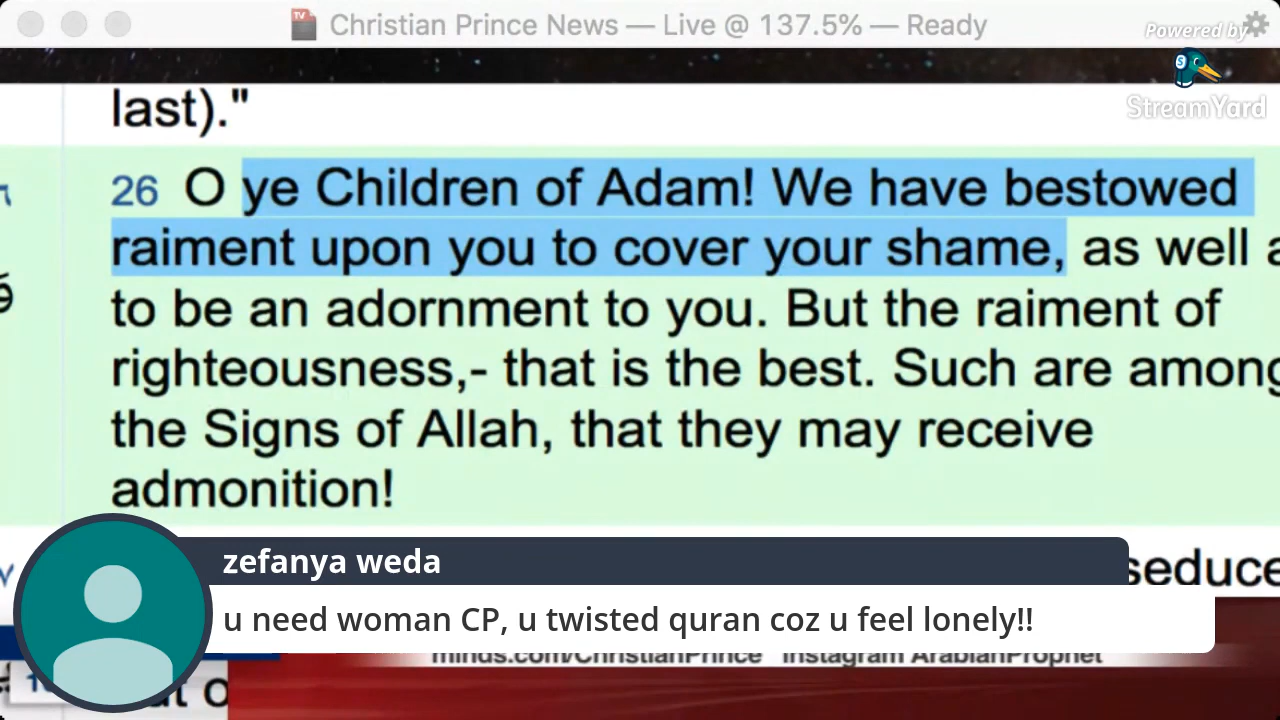 Christian Prince News — Live @ 137.5% — Ready
Powered by
StreamYard
last)."
26 O ye Children of Adam! We have bestowed
raiment upon you to cover your shame, as well a
to be an adornment to you. But the raiment of
righteousness,- that is the best. Such are among
the Signs of Allah, that they may receive
admonition!
seduce
zefanya weda
u need woman CP, u twisted quran coz u feel lonely!!
minds.com/ChristianPrince Instagram ArabianProphet